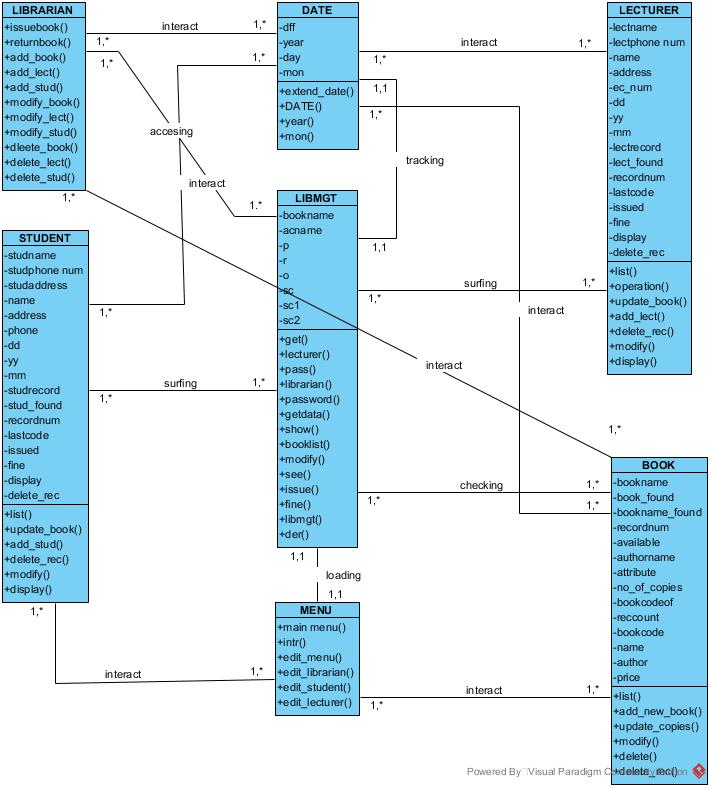 LIBRARIAN
+issuebook()
+returnbook()
+add_book()
+add_lect()
+add_stud()
+modify_book()
+modify_lect()
+modify_stud()
+dleete_book()
+delete_lect()
+delete_stud()
interact
1,*
1,*
1,*
1,*
DATE
-dff
-year
-day
-mon
+extend_date()
+DATE()
+year()
+mon()
1,*
interact
1,*
1,1
1,*
LECTURER
-lectname
-lectphone num
-name
-address
-ec_num
-dd
-yy
-mm
-lectrecord
-lect_found
-recordnum
-lastcode
-issued
-fine
-display
-delete_rec
+list()
+operation()
+update_book()
+add_lect()
+delete_rec()
+modify()
+display()
accesing
tracking
interact
1,*
1.*
1,1
STUDENT
-studname
-studphone num
-studaddress
-name
-address
-phone
-dd
-yy
-mm
-studrecord
-stud_found
-recordnum
-lastcode
-issued
-fine
-display
-delete_rec
+list()
+update_book()
+add_stud()
+delete_rec()
+modify()
+display()
LIBMGT
-bookname
-acname
-p
-r
-o
-sc
-sc1
-sc2
+get()
+lecturer()
+pass()
+librarian()
+password()
+getdata()
+show()
+booklist()
+modify()
+see()
+issue()
+fine()
+libmgt()
+der()
surfing
1,*
1,*
1,*
interact
interact
surfing
1,*
1,*
1,*
checking
1,*
1,*
1,*
BOOK
-bookname
-book_found
-bookname_found
-recordnum
-available
-authorname
-attribute
-no_of_copies
-bookcodeof
-reccount
-bookcode
-name
-author
-price
+list()
+add_new_book()
+update_copies()
+modify()
+delete()
+delete_rec()
1,1
loading
1,1
MENU
+main menu()
+intr()
+edit_menu()
+edit_librarian()
+edit_student()
+edit_lecturer()
1,*
interact
1,*
interact
1,*
1,*
Powered By Visual Paradigm Community Edition